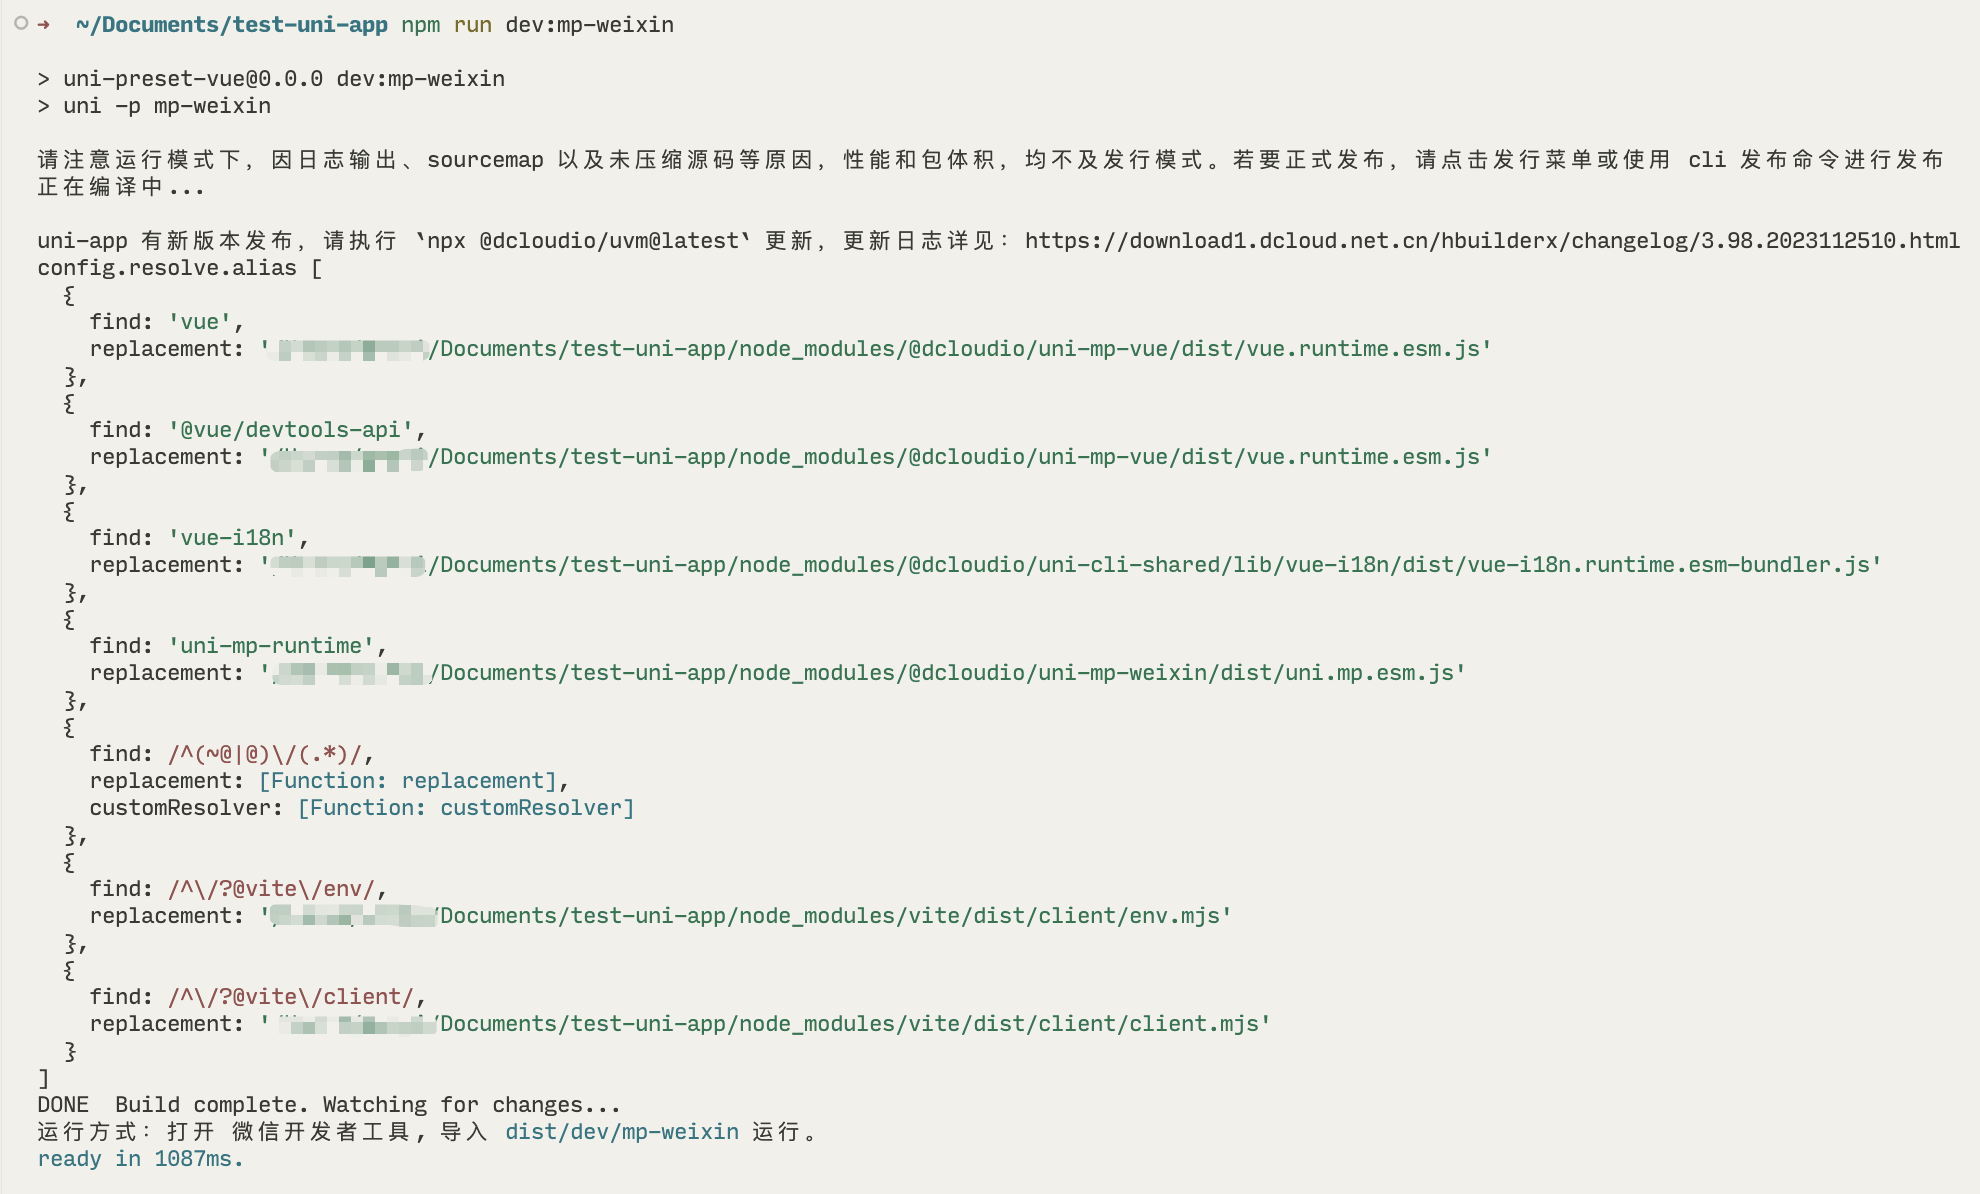 ➜  ~/Documents/test-uni-app npm run dev:mp-weixin

> uni-preset-vue@0.0.0 dev:mp-weixin
> uni -p mp-weixin

请注意运行模式下，因日志输出、sourcemap 以及未压缩源码等原因，性能和包体积，均不及发行模式。若要正式发布，请点击发行菜单或使用 cli 发布命令进行发布
正在编译中...

uni-app 有新版本发布，请执行 `npx @dcloudio/uvm@latest` 更新，更新日志详见：https://download1.dcloud.net.cn/hbuilderx/changelog/3.98.2023112510.html
config.resolve.alias [
  {
    find: 'vue',
    replacement: '/Documents/test-uni-app/node_modules/@dcloudio/uni-mp-vue/dist/vue.runtime.esm.js'
  },
  {
    find: '@vue/devtools-api',
    replacement: '/Documents/test-uni-app/node_modules/@dcloudio/uni-mp-vue/dist/vue.runtime.esm.js'
  },
  {
    find: 'vue-i18n',
    replacement: '/Documents/test-uni-app/node_modules/@dcloudio/uni-cli-shared/lib/vue-i18n/dist/vue-i18n.runtime.esm-bundler.js'
  },
  {
    find: 'uni-mp-runtime',
    replacement: '/Documents/test-uni-app/node_modules/@dcloudio/uni-mp-weixin/dist/uni.mp.esm.js'
  },
  {
    find: /^(~@|@)\/(.*)/,
    replacement: [Function: replacement],
    customResolver: [Function: customResolver]
  },
  {
    find: /^\/?@vite\/env/,
    replacement: '/Documents/test-uni-app/node_modules/vite/dist/client/env.mjs'
  },
  {
    find: /^\/?@vite\/client/,
    replacement: '/Documents/test-uni-app/node_modules/vite/dist/client/client.mjs'
  }
]
DONE  Build complete. Watching for changes...
运行方式：打开 微信开发者工具, 导入 dist/dev/mp-weixin 运行。
ready in 1087ms.